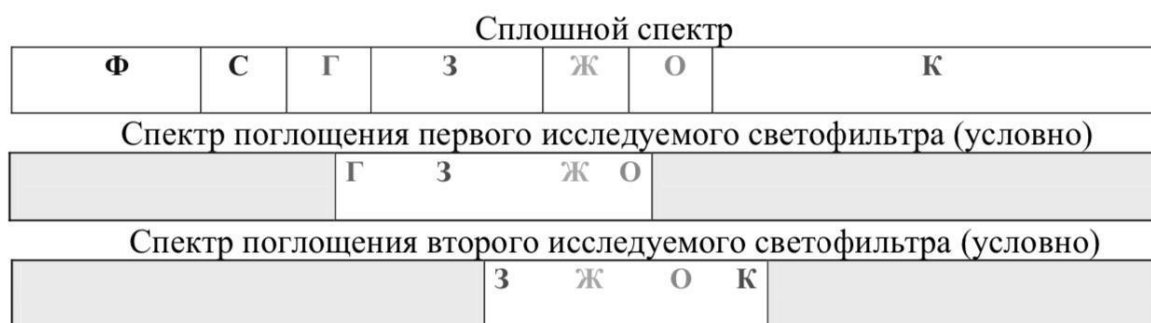 Сплошной спектр
Ф С Г З Ж О К
Спектр поглощения первого исследуемого светофильтра (условно)
Г З Ж О
Спектр поглощения второго исследуемого светофильтра (условно)
З Ж О К